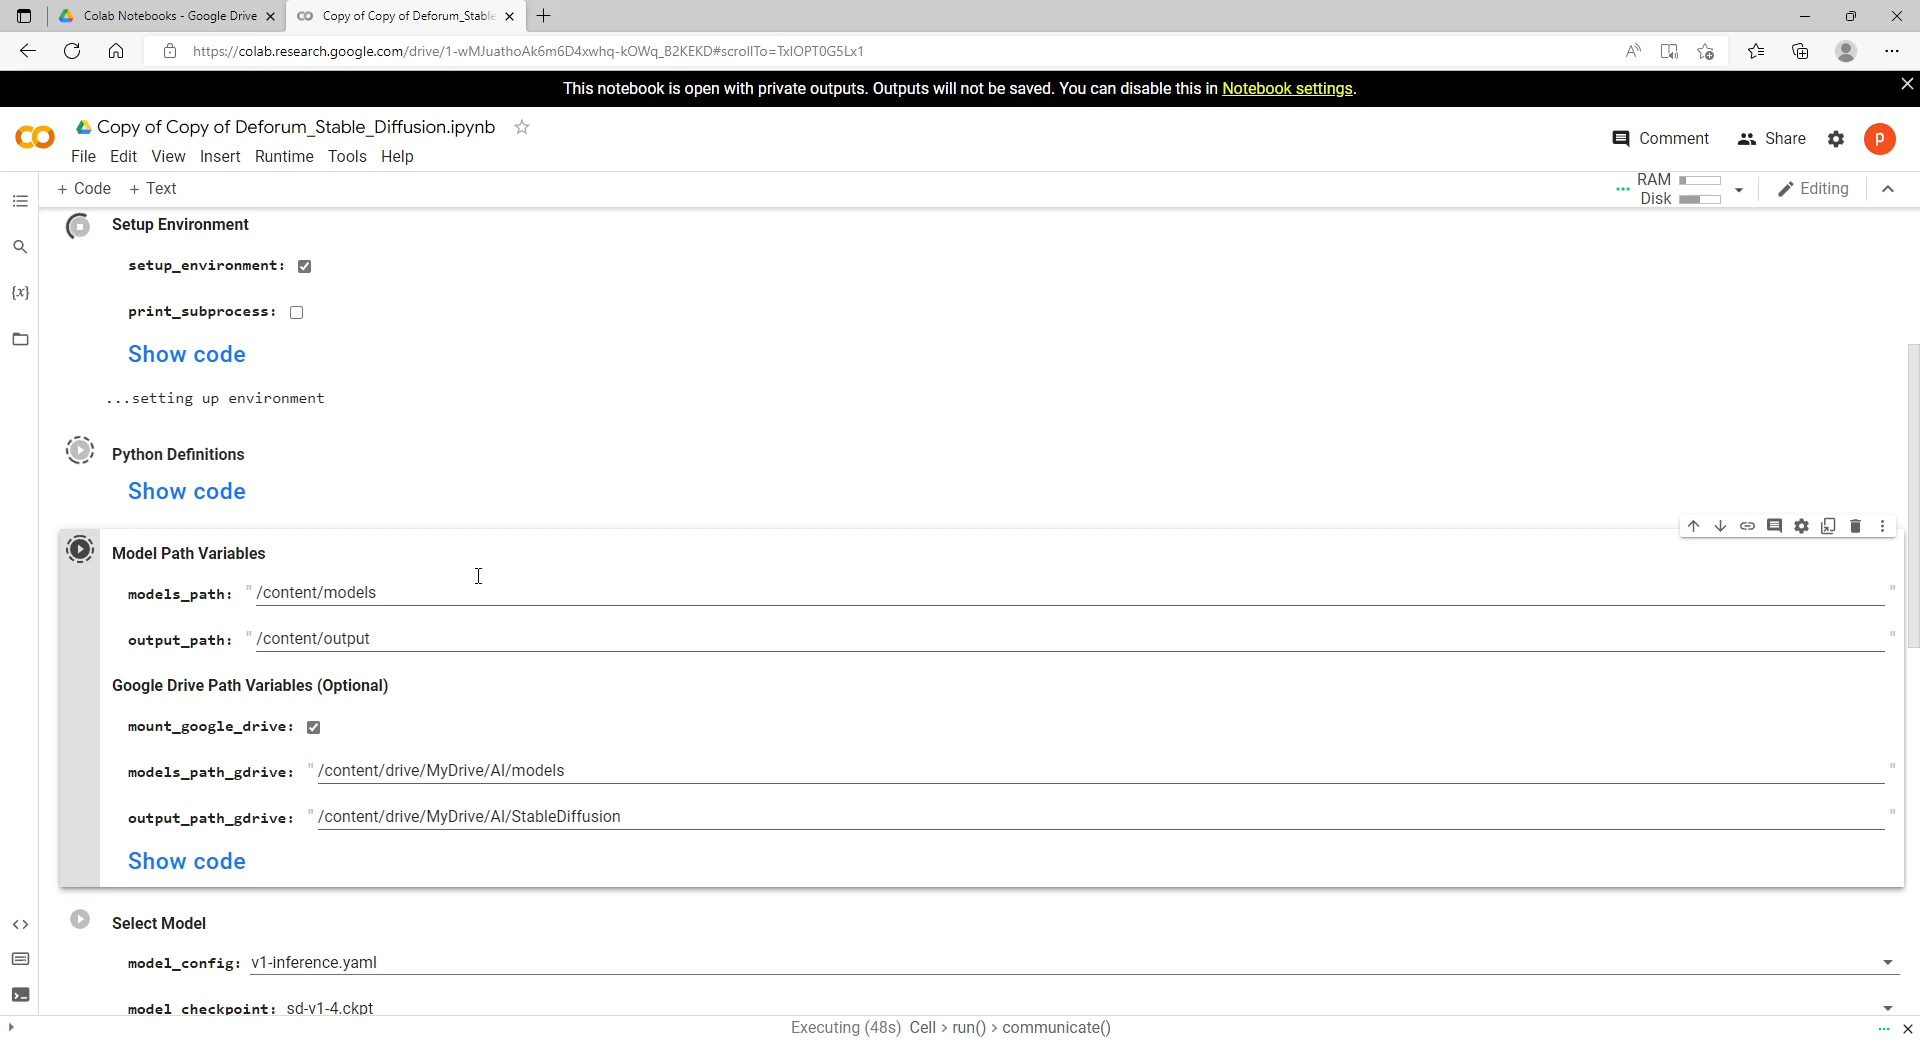 Colab Notebooks - Google Drive
Copy of Copy of Deforum_Stable
https://colab.research.google.com/drive/1-wMJuathoAk6m6D4xwhq-kOWq_B2KEKD#scrollTo=TxlOPT0G5Lx1
This notebook is open with private outputs. Outputs will not be saved. You can disable this in Notebook settings.
Copy of Copy of Deforum_Stable_Diffusion.ipynb
Comment Share P
File Edit View Insert Runtime Tools Help
+ Code + Text
RAM
Disk
Editing
Setup Environment
setup_environment:
print_subprocess:
Show code
...setting up environment
Python Definitions
Show code
Model Path Variables
models_path: "/content/models"
output_path: "/content/output"
Google Drive Path Variables (Optional)
mount_google_drive:
models_path_gdrive: "/content/drive/MyDrive/AI/models"
output_path_gdrive: "/content/drive/MyDrive/AI/StableDiffusion"
Show code
Select Model
model_config: v1-inference.yaml
model_checkpoint: sd-v1-4.ckpt
Executing (48s) Cell > run() > communicate()